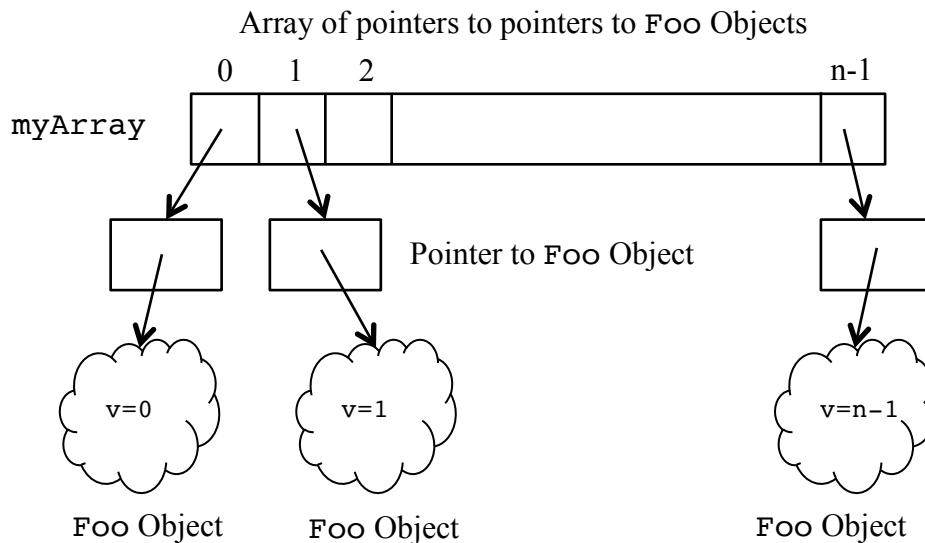 Array of pointers to pointers to Foo Objects
0 1 2 n-1
myArray
Pointer to Foo Object
v=0 v=1 v=n-1
Foo Object Foo Object Foo Object